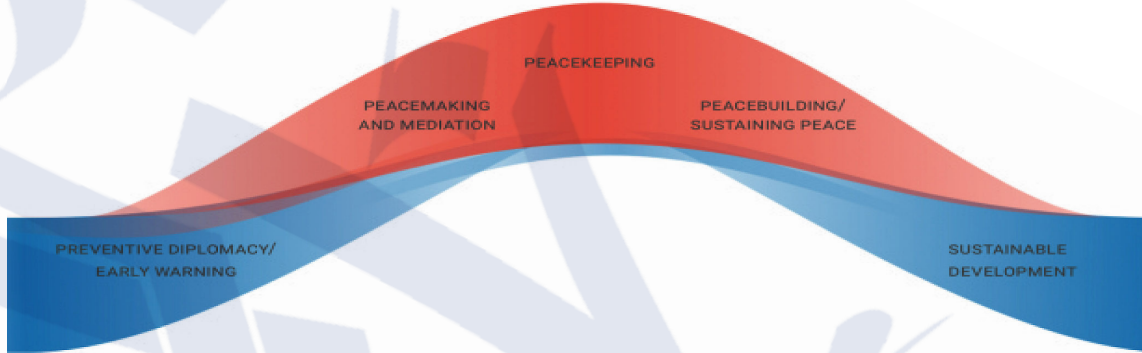 PEACEKEEPING
PEACEMAKING
AND MEDIATION
PEACEBUILDING/
SUSTAINING PEACE
PREVENTIVE DIPLOMACY/
EARLY WARNING
SUSTAINABLE
DEVELOPMENT